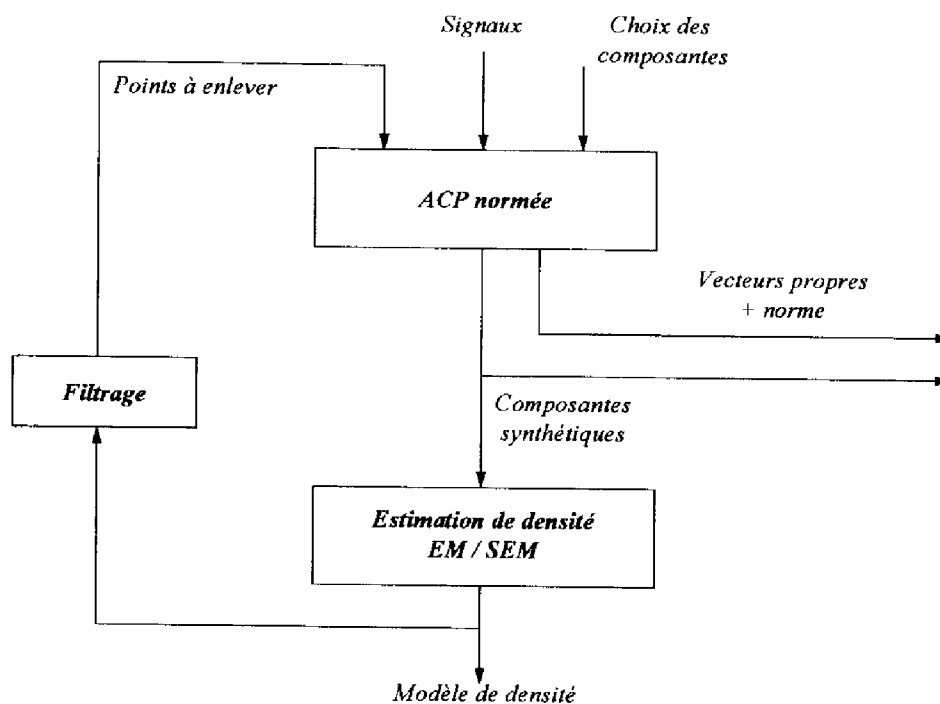 Signaux
Choix des
composantes
Points à enlever
ACP normée
Vecteurs propres
+ norme
Filtrage
Composantes
synthétiques
Estimation de densité
EM / SEM
Modèle de densité